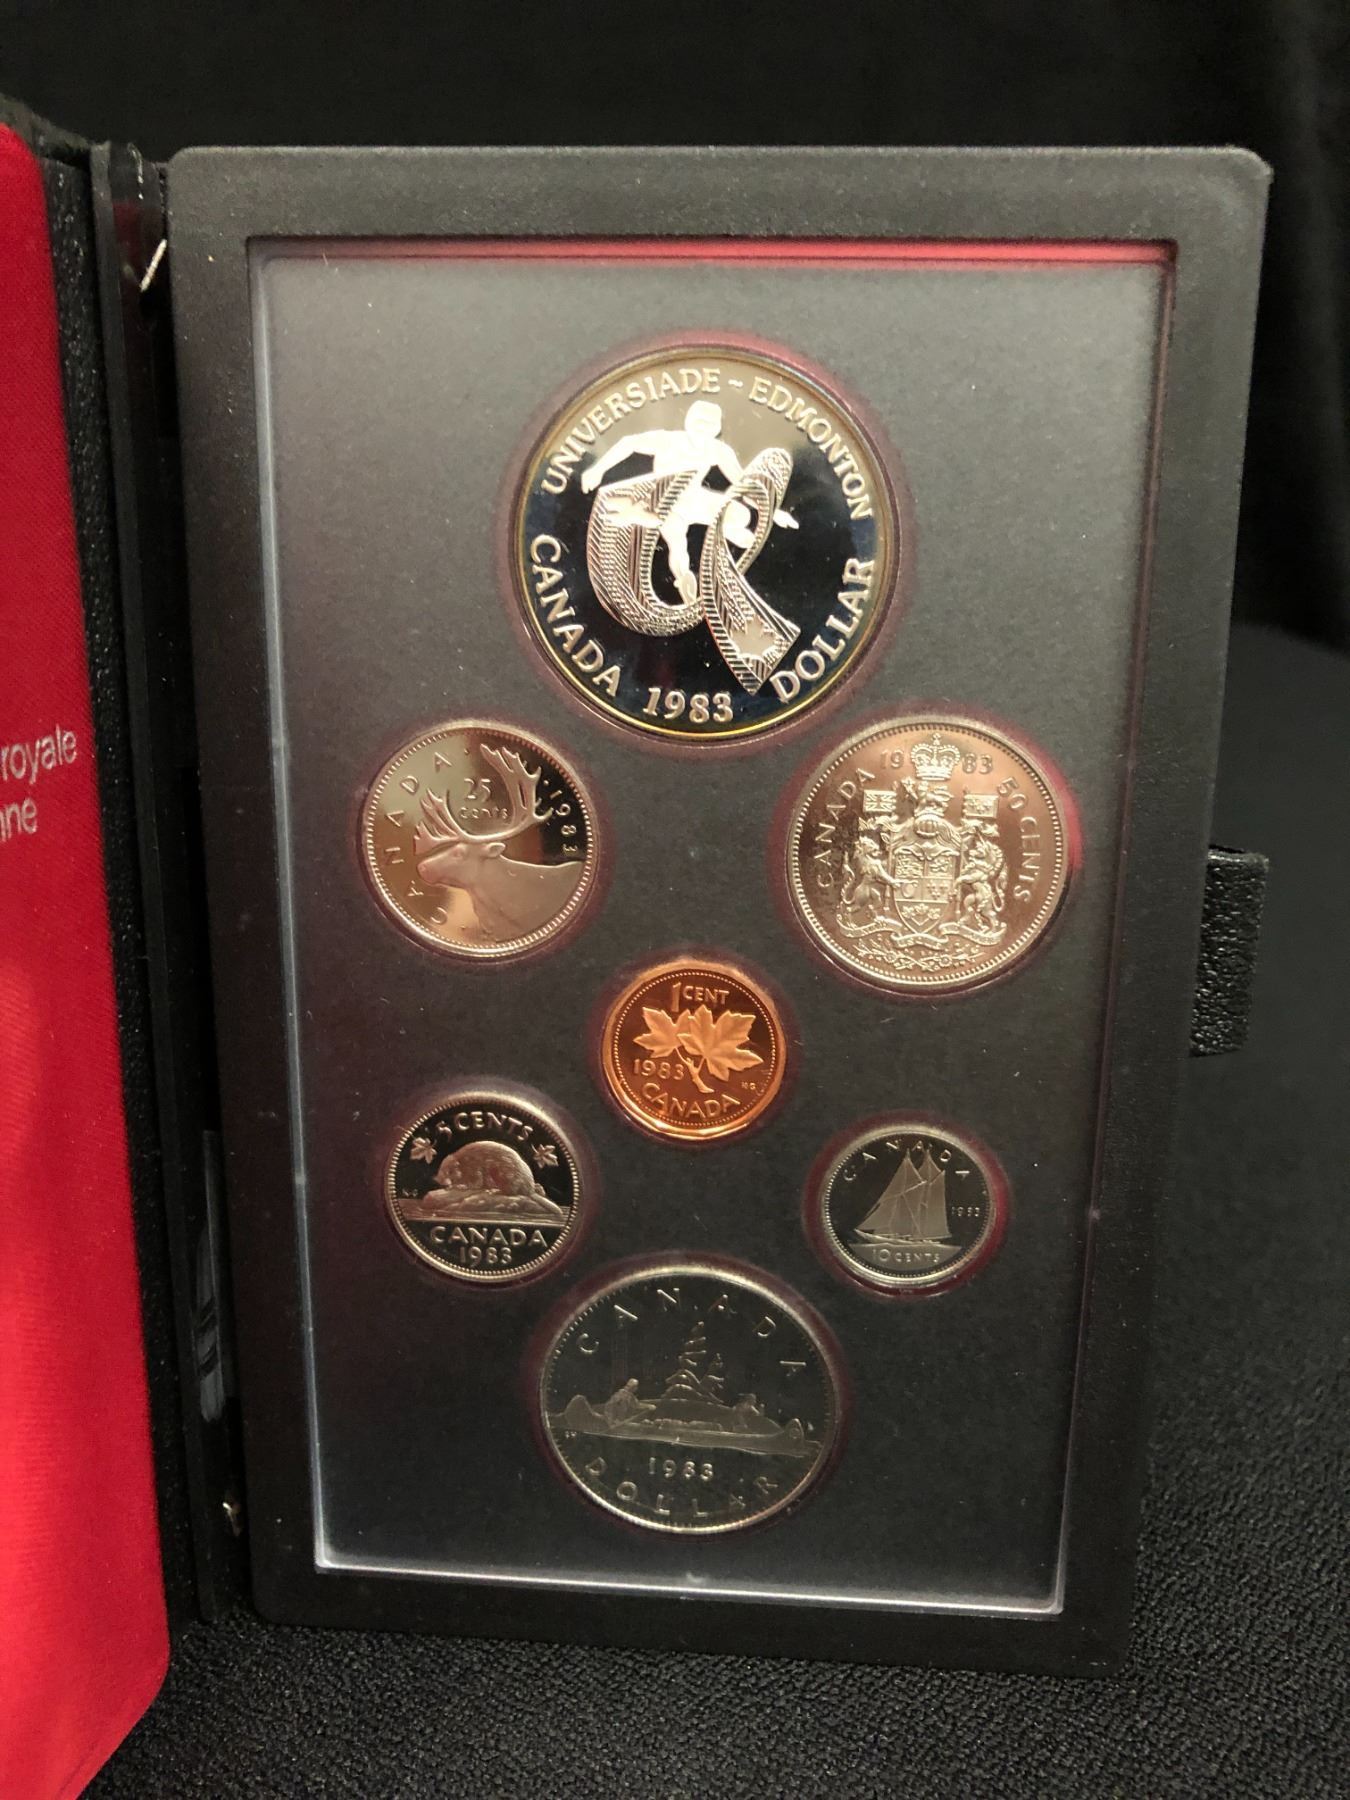 royale
nne
UNIVERSIADE ~ EDMONTON
CANADA 1983 DOLLAR
CANADA 1983
25
cents
CANADA 50 CENTS
1983
1 CENT
1983
CANADA
5 CENTS
CANADA
1983
CANADA
1983
10 CENTS
CANADA
1983
DOLLAR